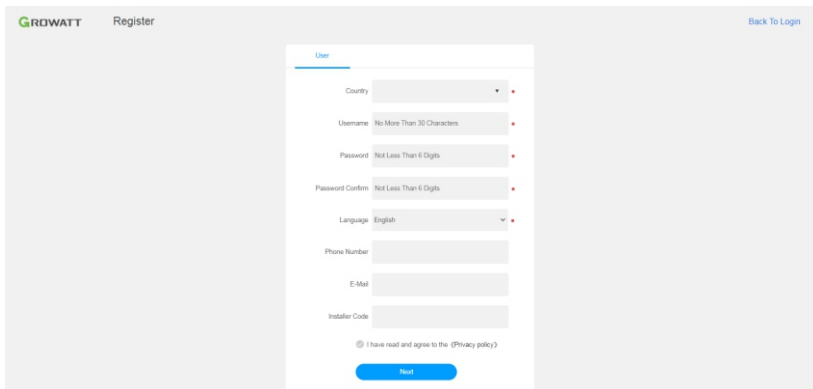 GROWATT Register Back To Login
User
Country
Username No More Than 30 Characters
Password Not Less Than 6 Digits
Password Confirm Not Less Than 6 Digits
Language English
Phone Number
E-Mail
Installer Code
I have read and agree to the 《Privacy policy》
Next